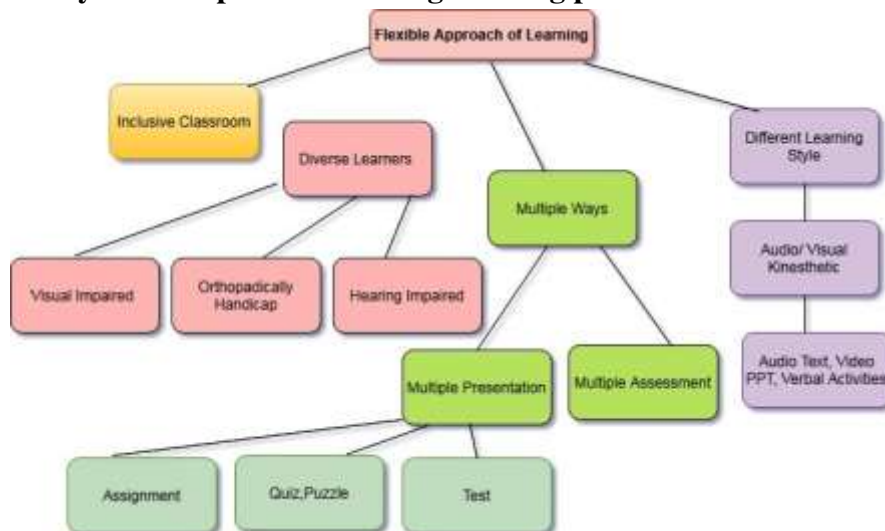 Flexible Approach of Learning
Inclusive Classroom
Diverse Learners
Different Learning
Style
Multiple Ways
Audio/ Visual
Kinesthetic
Visual Impaired
Orthopadically
Handicap
Hearing Impaired
Multiple Presentation
Multiple Assessment
Audio Text, Video
PPT, Verbal Activities
Assignment
Quiz,Puzzle
Test